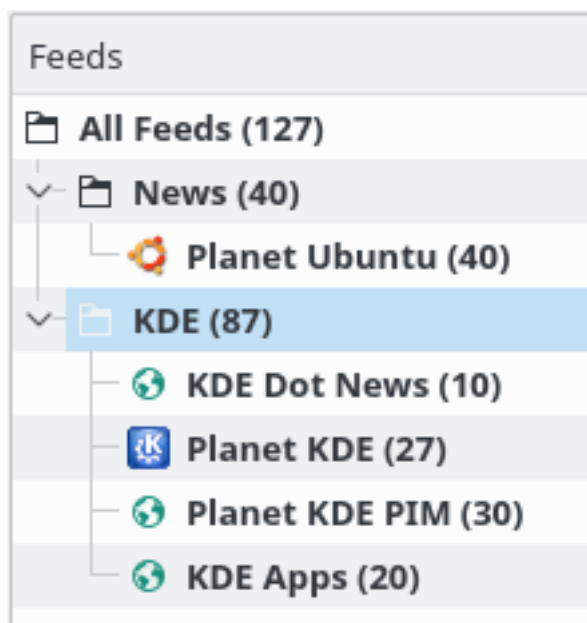 Feeds
All Feeds (127)
News (40)
Planet Ubuntu (40)
KDE (87)
KDE Dot News (10)
Planet KDE (27)
Planet KDE PIM (30)
KDE Apps (20)